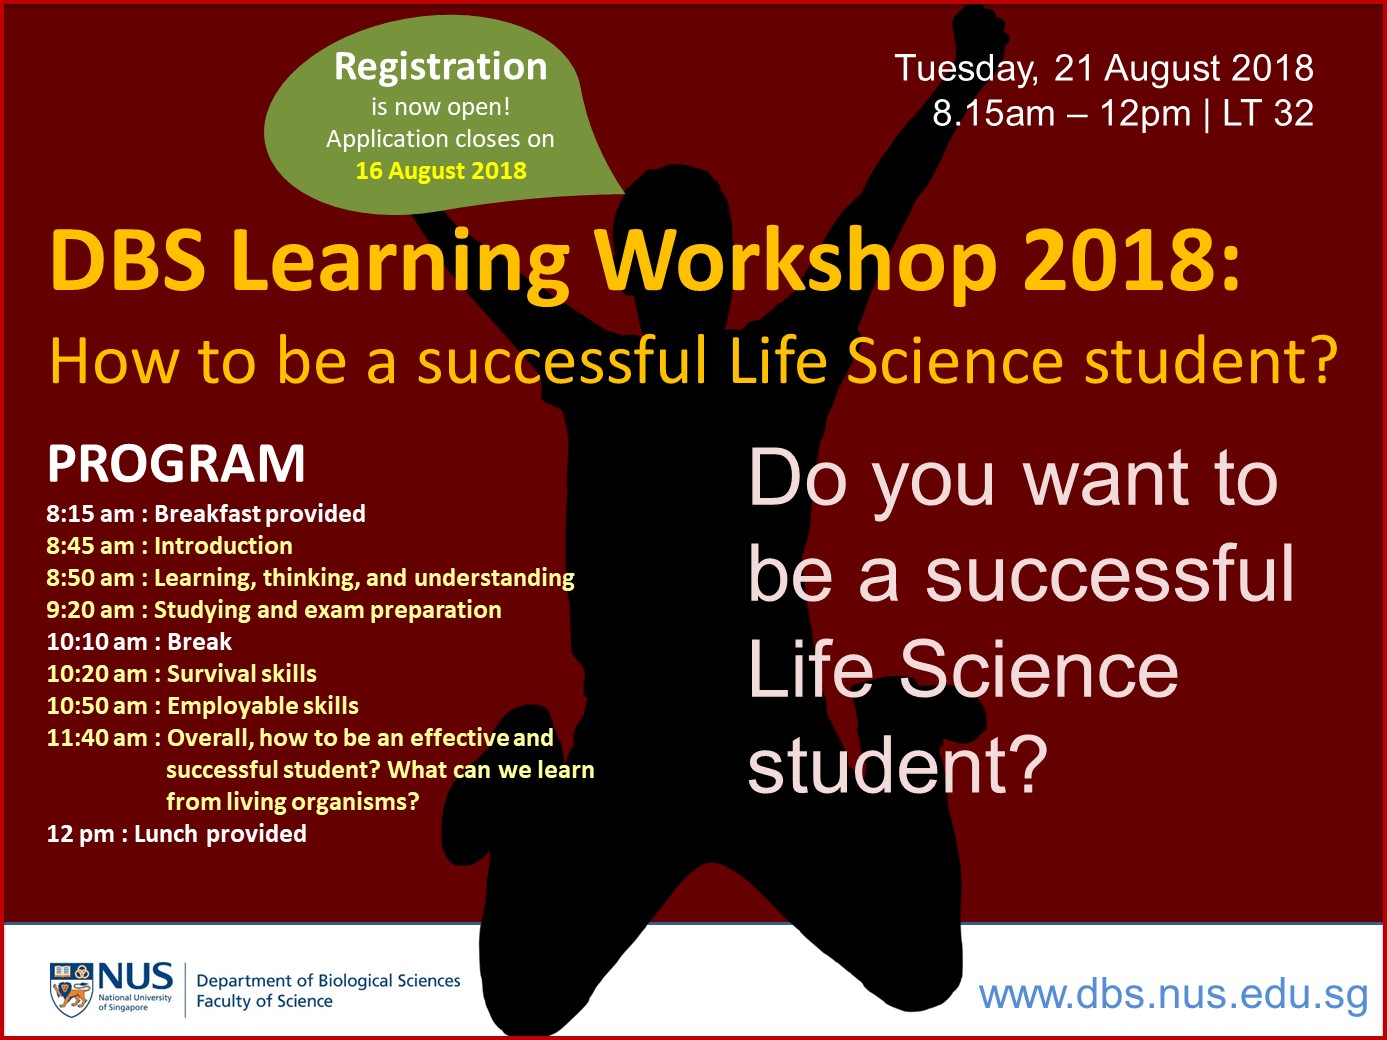 Registration
is now open!
Application closes on
16 August 2018
Tuesday, 21 August 2018
8.15am – 12pm | LT 32
DBS Learning Workshop 2018:
How to be a successful Life Science student?
PROGRAM
8:15 am : Breakfast provided
8:45 am : Introduction
8:50 am : Learning, thinking, and understanding
9:20 am : Studying and exam preparation
10:10 am : Break
10:20 am : Survival skills
10:50 am : Employable skills
11:40 am : Overall, how to be an effective and
successful student? What can we learn
from living organisms?
12 pm : Lunch provided
Do you want to
be a successful
Life Science
student?
NUS
National University
of Singapore
Department of Biological Sciences
Faculty of Science
www.dbs.nus.edu.sg